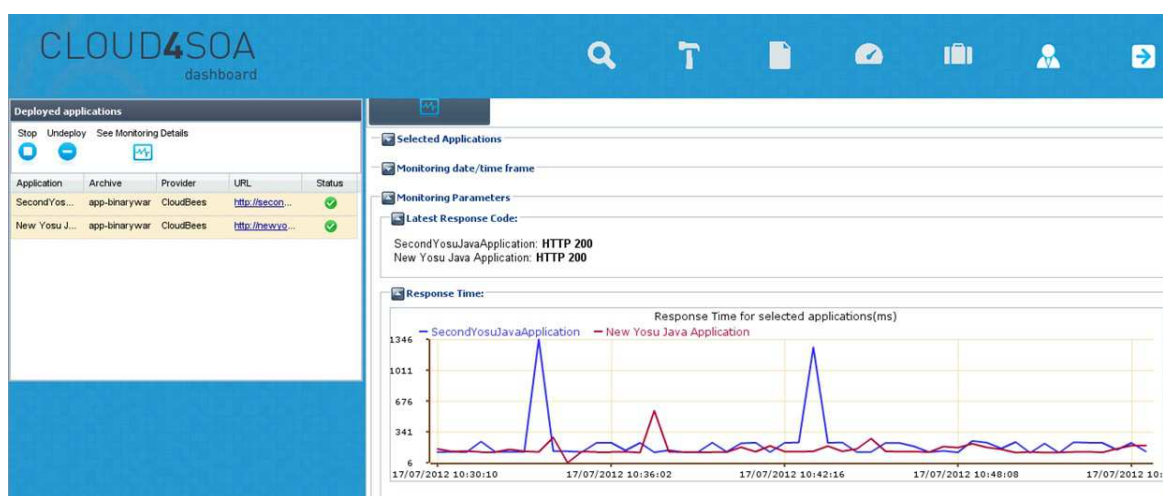 CLOUD4SOA
dashboard
Deployed applications
Stop Undeploy See Monitoring Details
Application Archive Provider URL Status
SecondYos... app-binarywar CloudBees http://secon...
New Yosu J... app-binarywar CloudBees http://newyo...
Selected Applications
Monitoring date/time frame
Monitoring Parameters
Latest Response Code:
SecondYosuJavaApplication: HTTP 200
New Yosu Java Application: HTTP 200
Response Time:
Response Time for selected applications(ms)
SecondYosuJavaApplication New Yosu Java Application
1346
1011
676
341
6
17/07/2012 10:30:10 17/07/2012 10:36:02 17/07/2012 10:42:16 17/07/2012 10:48:08 17/07/2012 10: